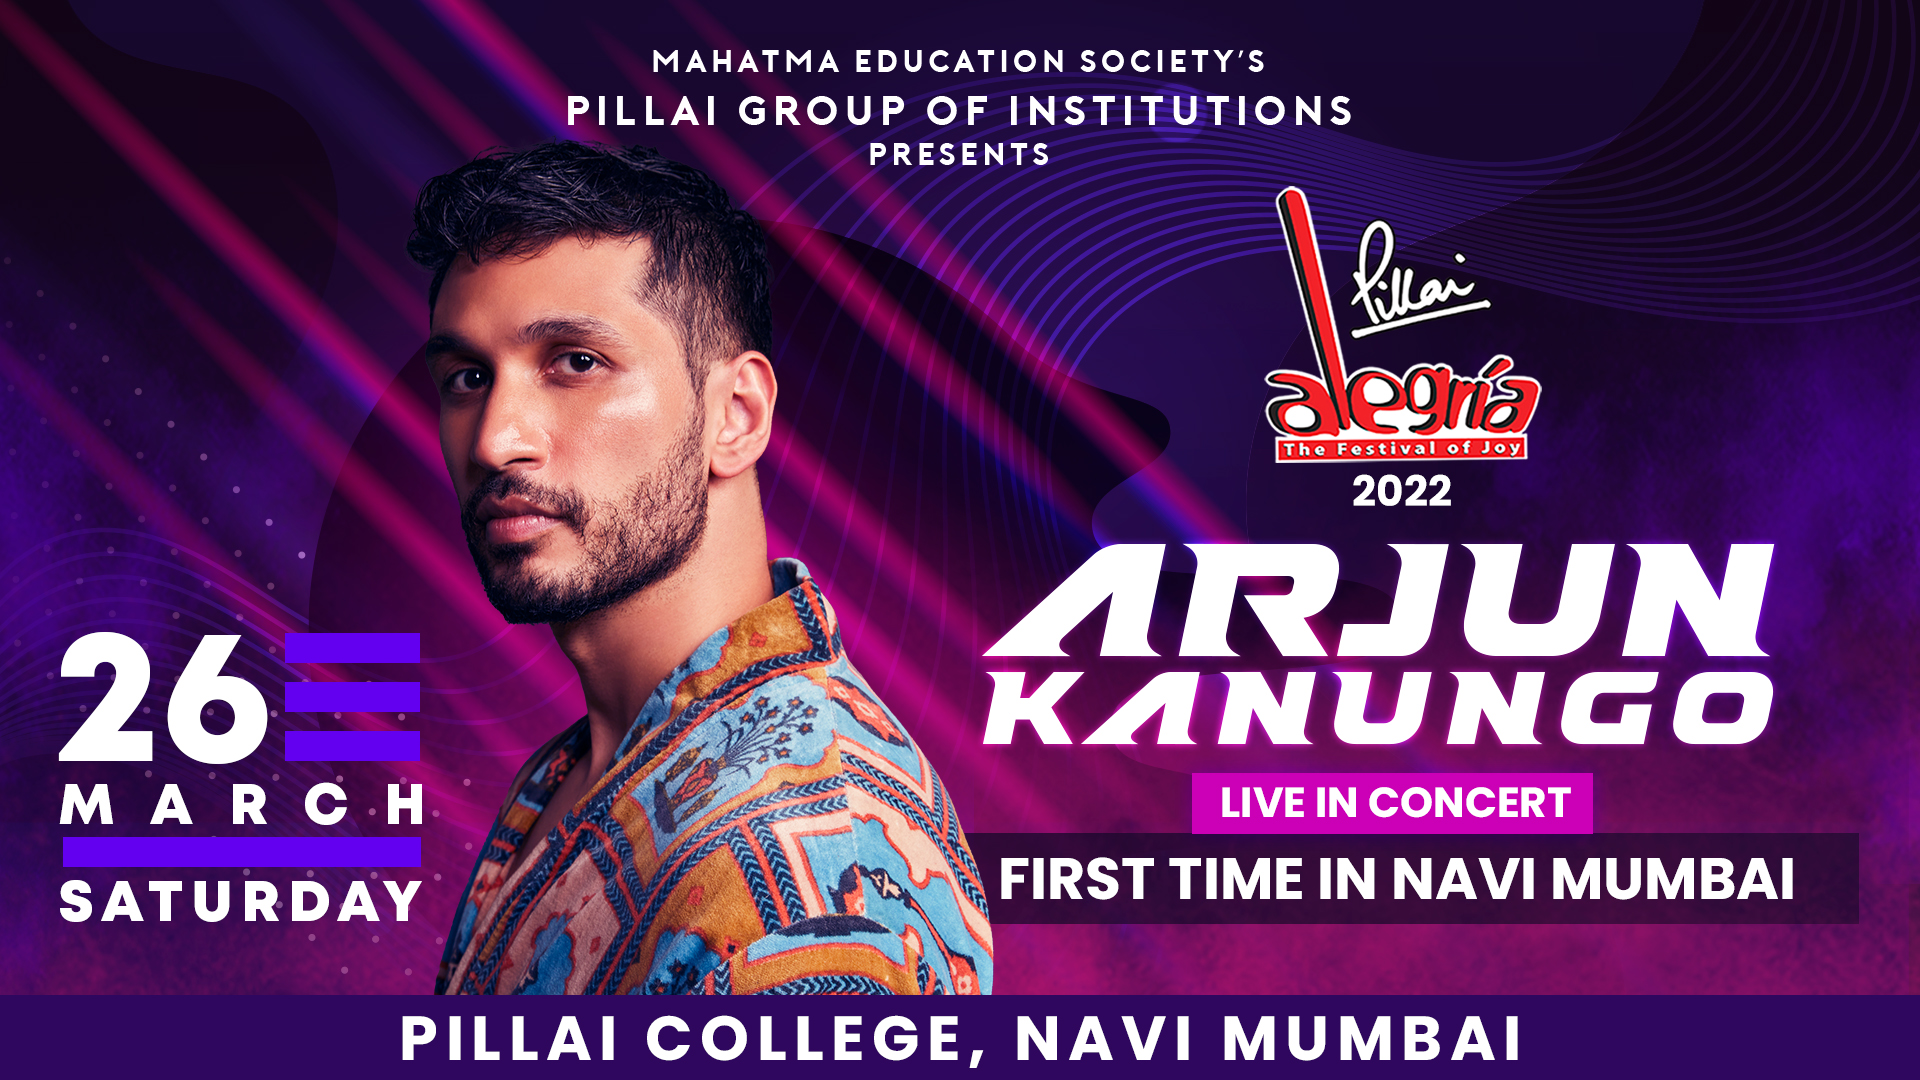 MAHATMA EDUCATION SOCIETY'S
PILLAI GROUP OF INSTITUTIONS
PRESENTS
Pillai
alegría
The Festival of Joy
2022
ARJUN
KANUNGO
LIVE IN CONCERT
FIRST TIME IN NAVI MUMBAI
26
MARCH
SATURDAY
PILLAI COLLEGE, NAVI MUMBAI